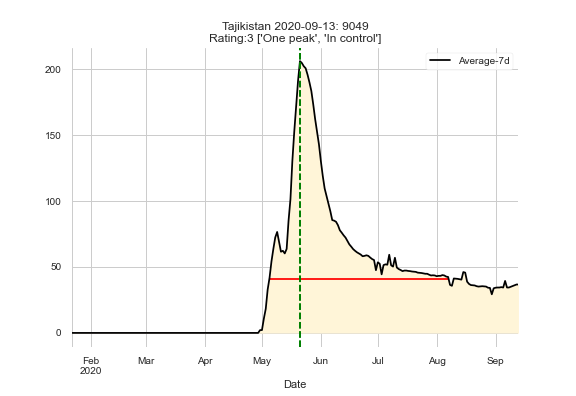 Tajikistan 2020-09-13: 9049
Rating:3 ['One peak', 'In control']
Average-7d
200
150
100
50
0
Feb Mar Apr May Jun Jul Aug Sep
2020
Date